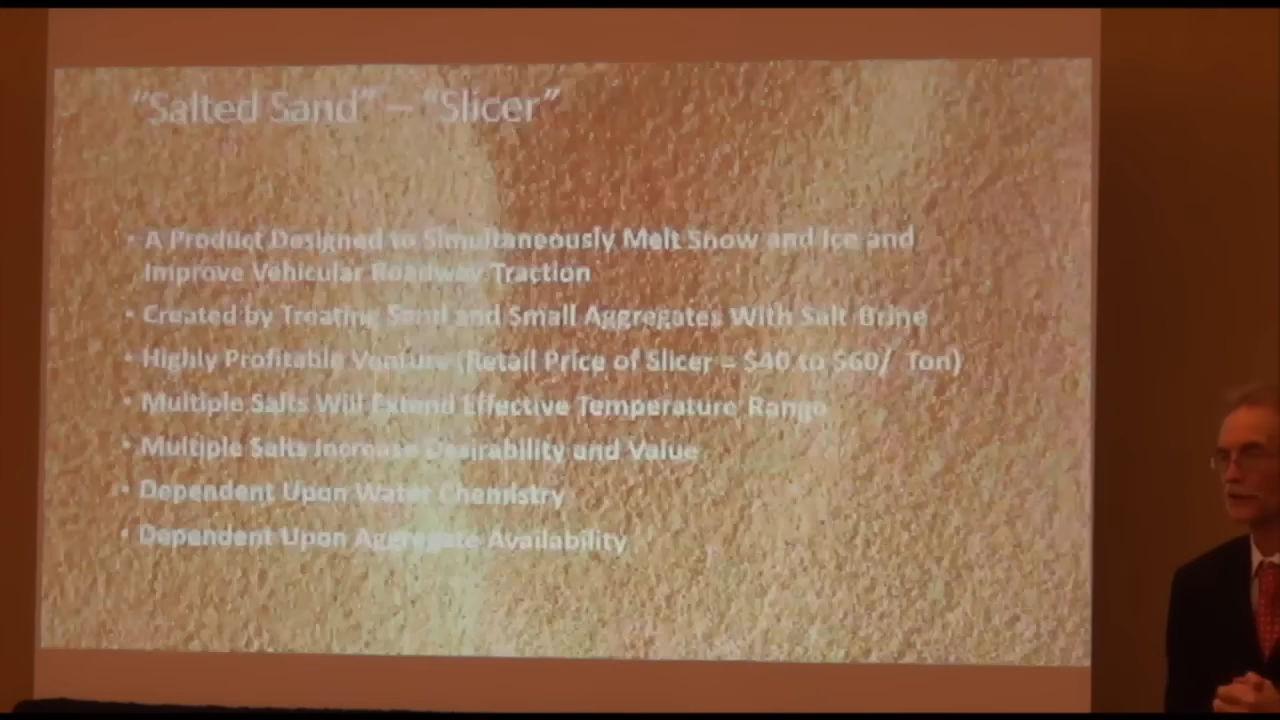 “Salted Sand” – “Slicer”
• A Product Designed to Simultaneously Melt Snow and Ice and
Improve Vehicular Roadway Traction
• Created by Treating Sand and Small Aggregates With Salt Brine
• Highly Profitable Venture (Retail Price of Slicer = $40 to $60/ Ton)
• Multiple Salts Will Extend Effective Temperature Range
• Multiple Salts Increase Desirability and Value
• Dependent Upon Water Chemistry
• Dependent Upon Aggregate Availability